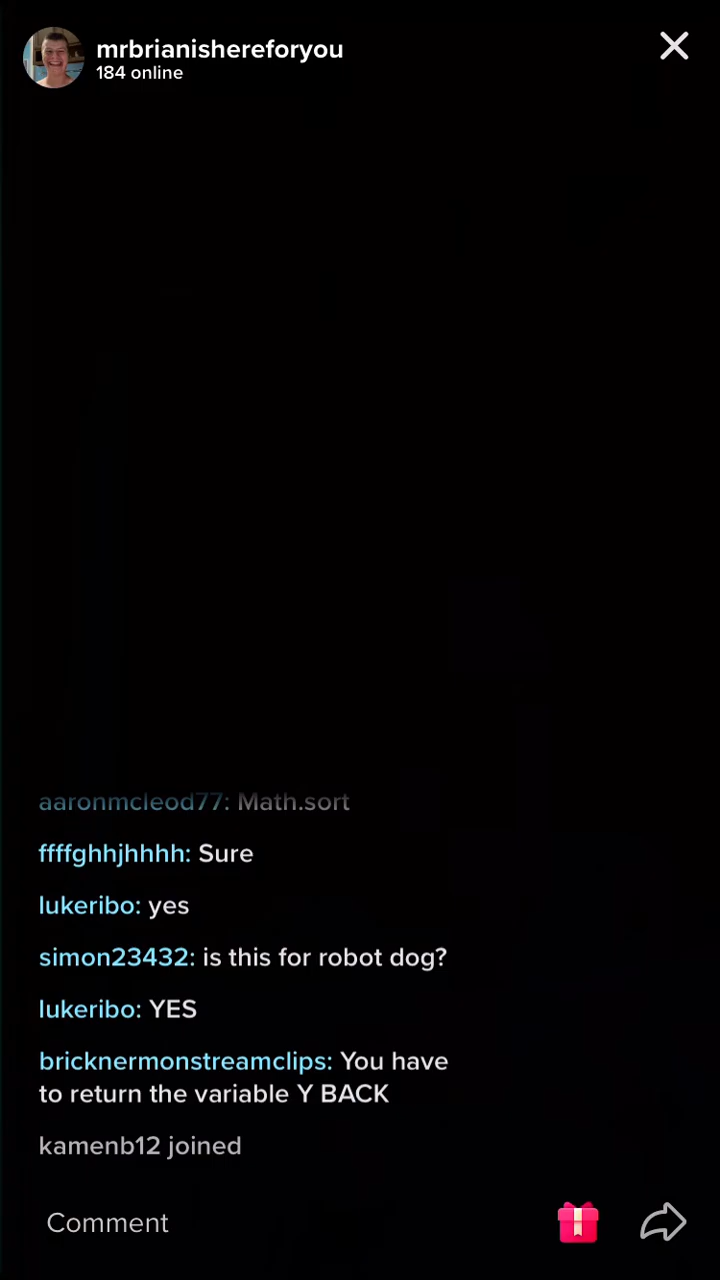 mrbrianishereforyou
184 online
aaronmcleod77: Math.sort
ffffghhjhhhh: Sure
lukeribo: yes
simon23432: is this for robot dog?
lukeribo: YES
bricknermonstreamclips: You have
to return the variable Y BACK
kamenb12 joined
Comment